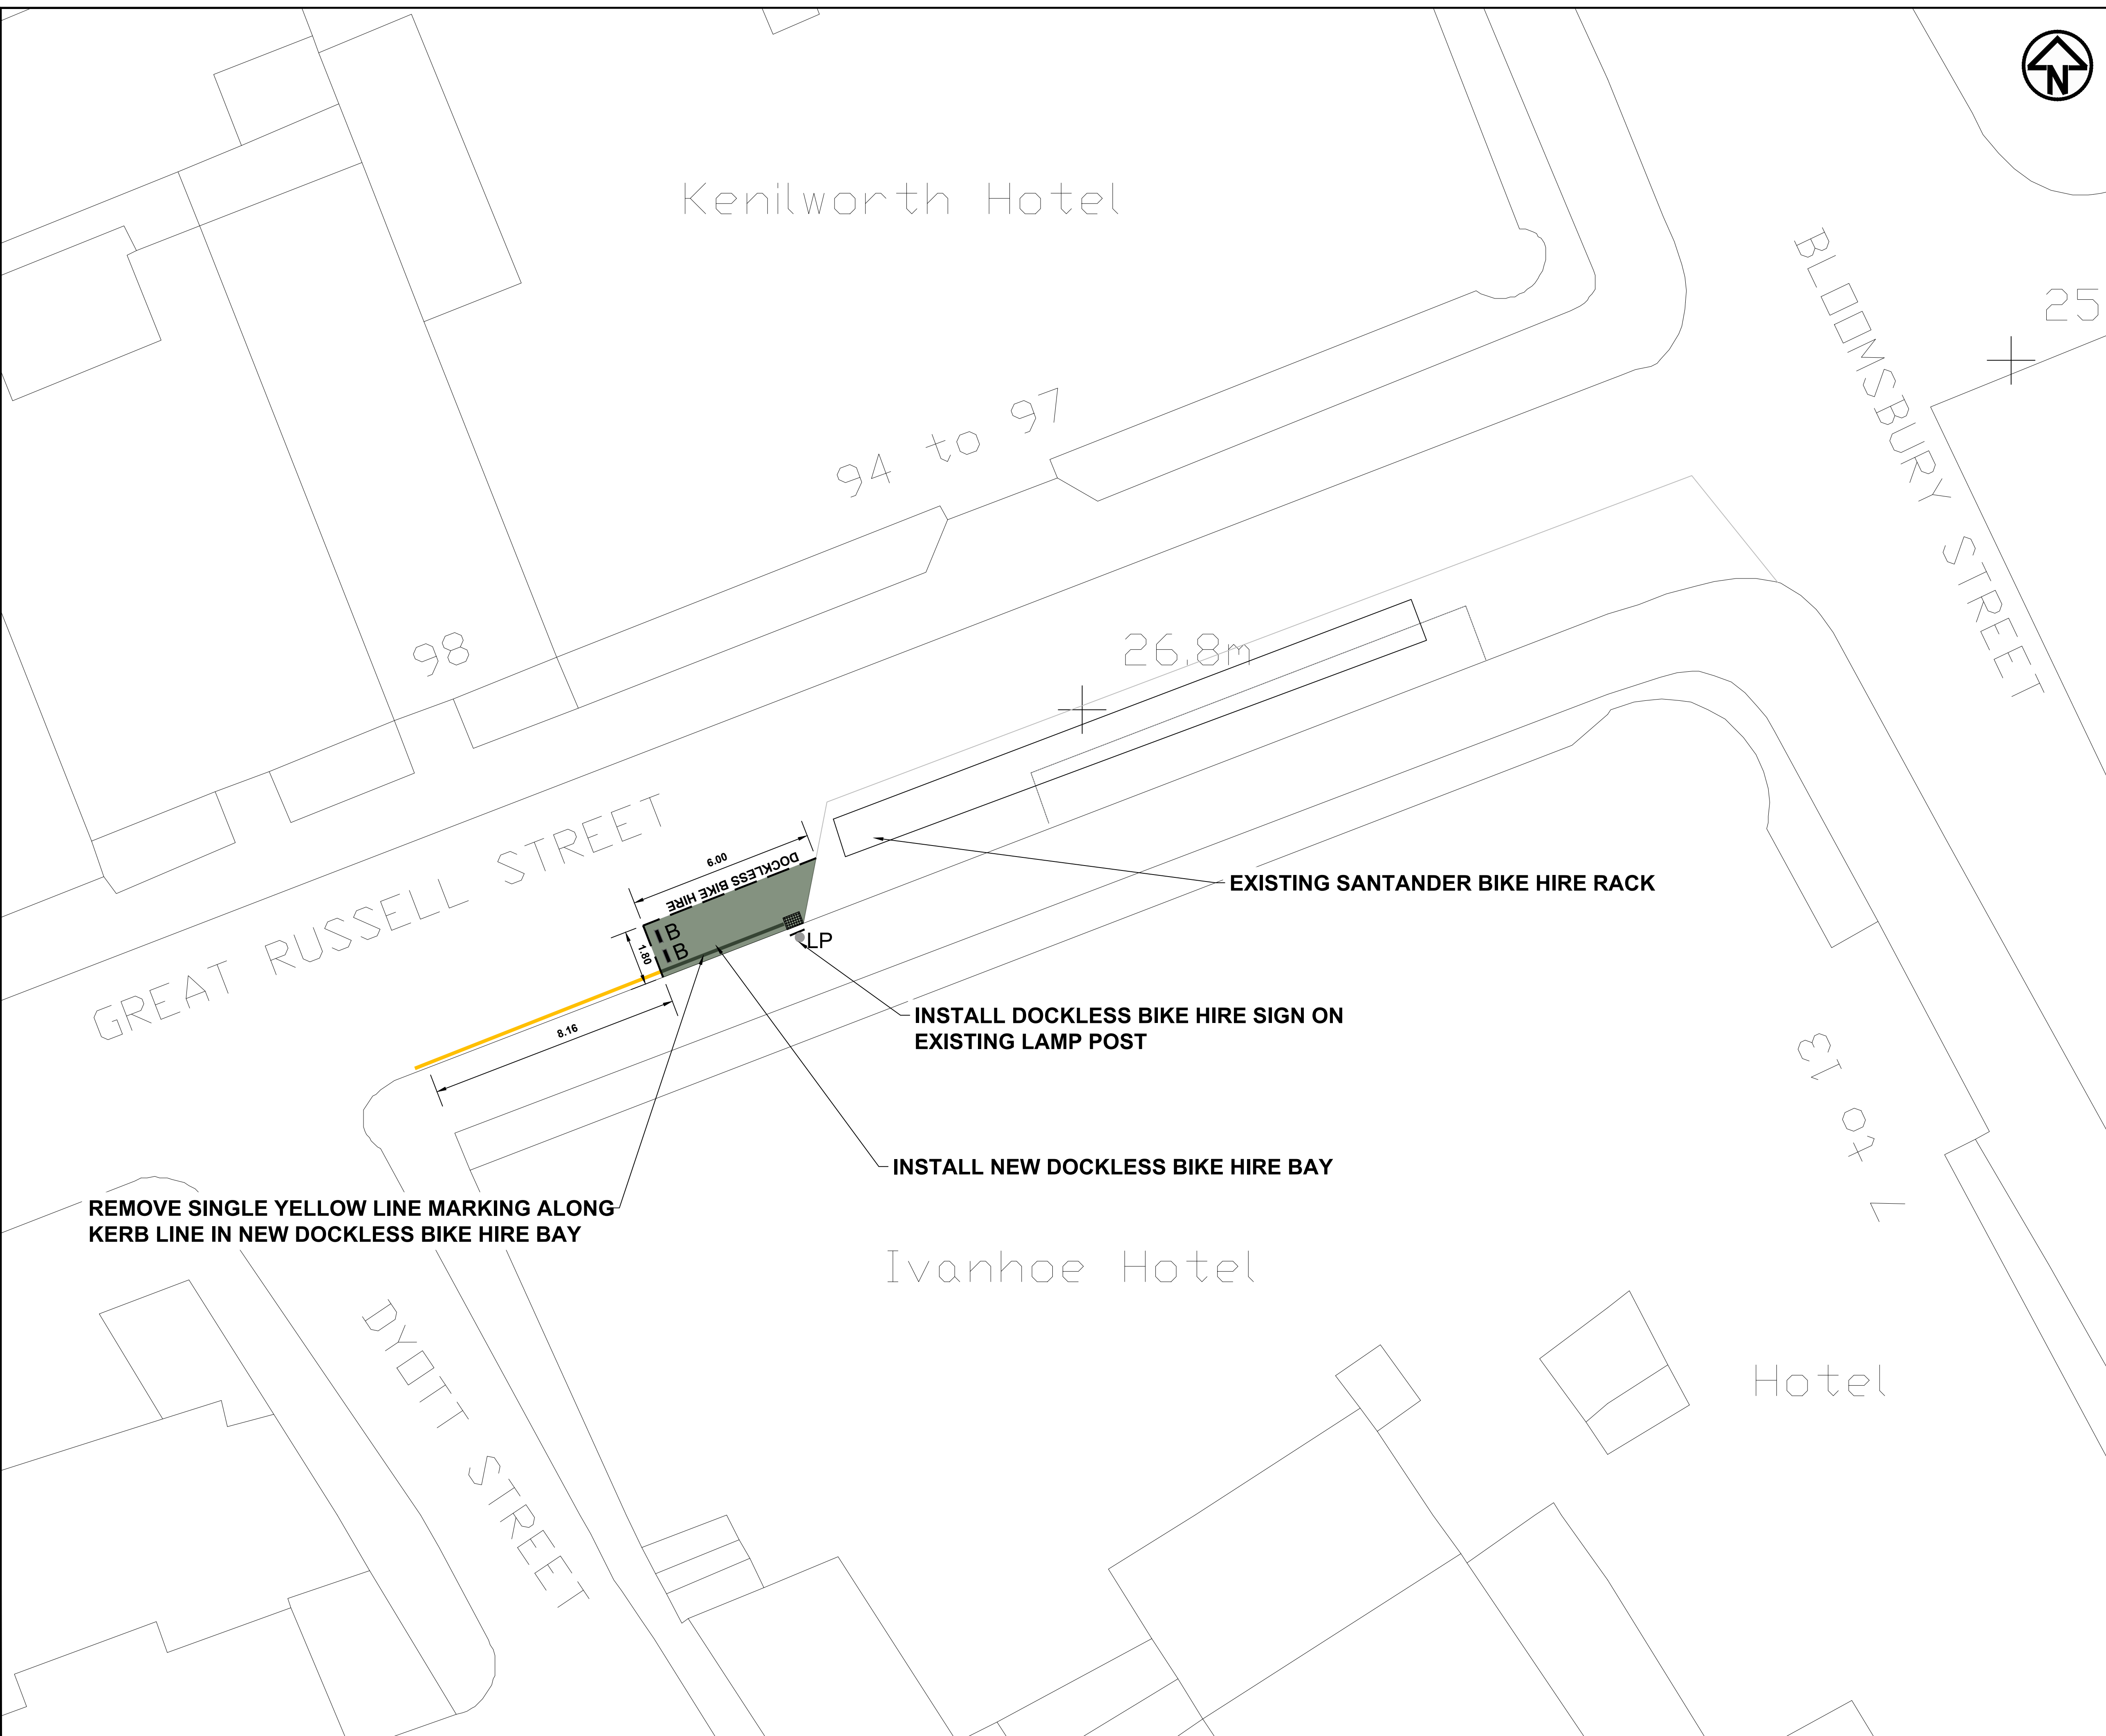 N
Kenilworth Hotel
BLOOMSBURY STREET
25
94 to 97
98
26.8m
GREAT RUSSELL STREET
6.00
DOCKLESS BIKE HIRE
B
B
1.80
LP
8.16
EXISTING SANTANDER BIKE HIRE RACK
INSTALL DOCKLESS BIKE HIRE SIGN ON
EXISTING LAMP POST
INSTALL NEW DOCKLESS BIKE HIRE BAY
REMOVE SINGLE YELLOW LINE MARKING ALONG
KERB LINE IN NEW DOCKLESS BIKE HIRE BAY
7 to 13
Ivanhoe Hotel
DYOTT STREET
Hotel